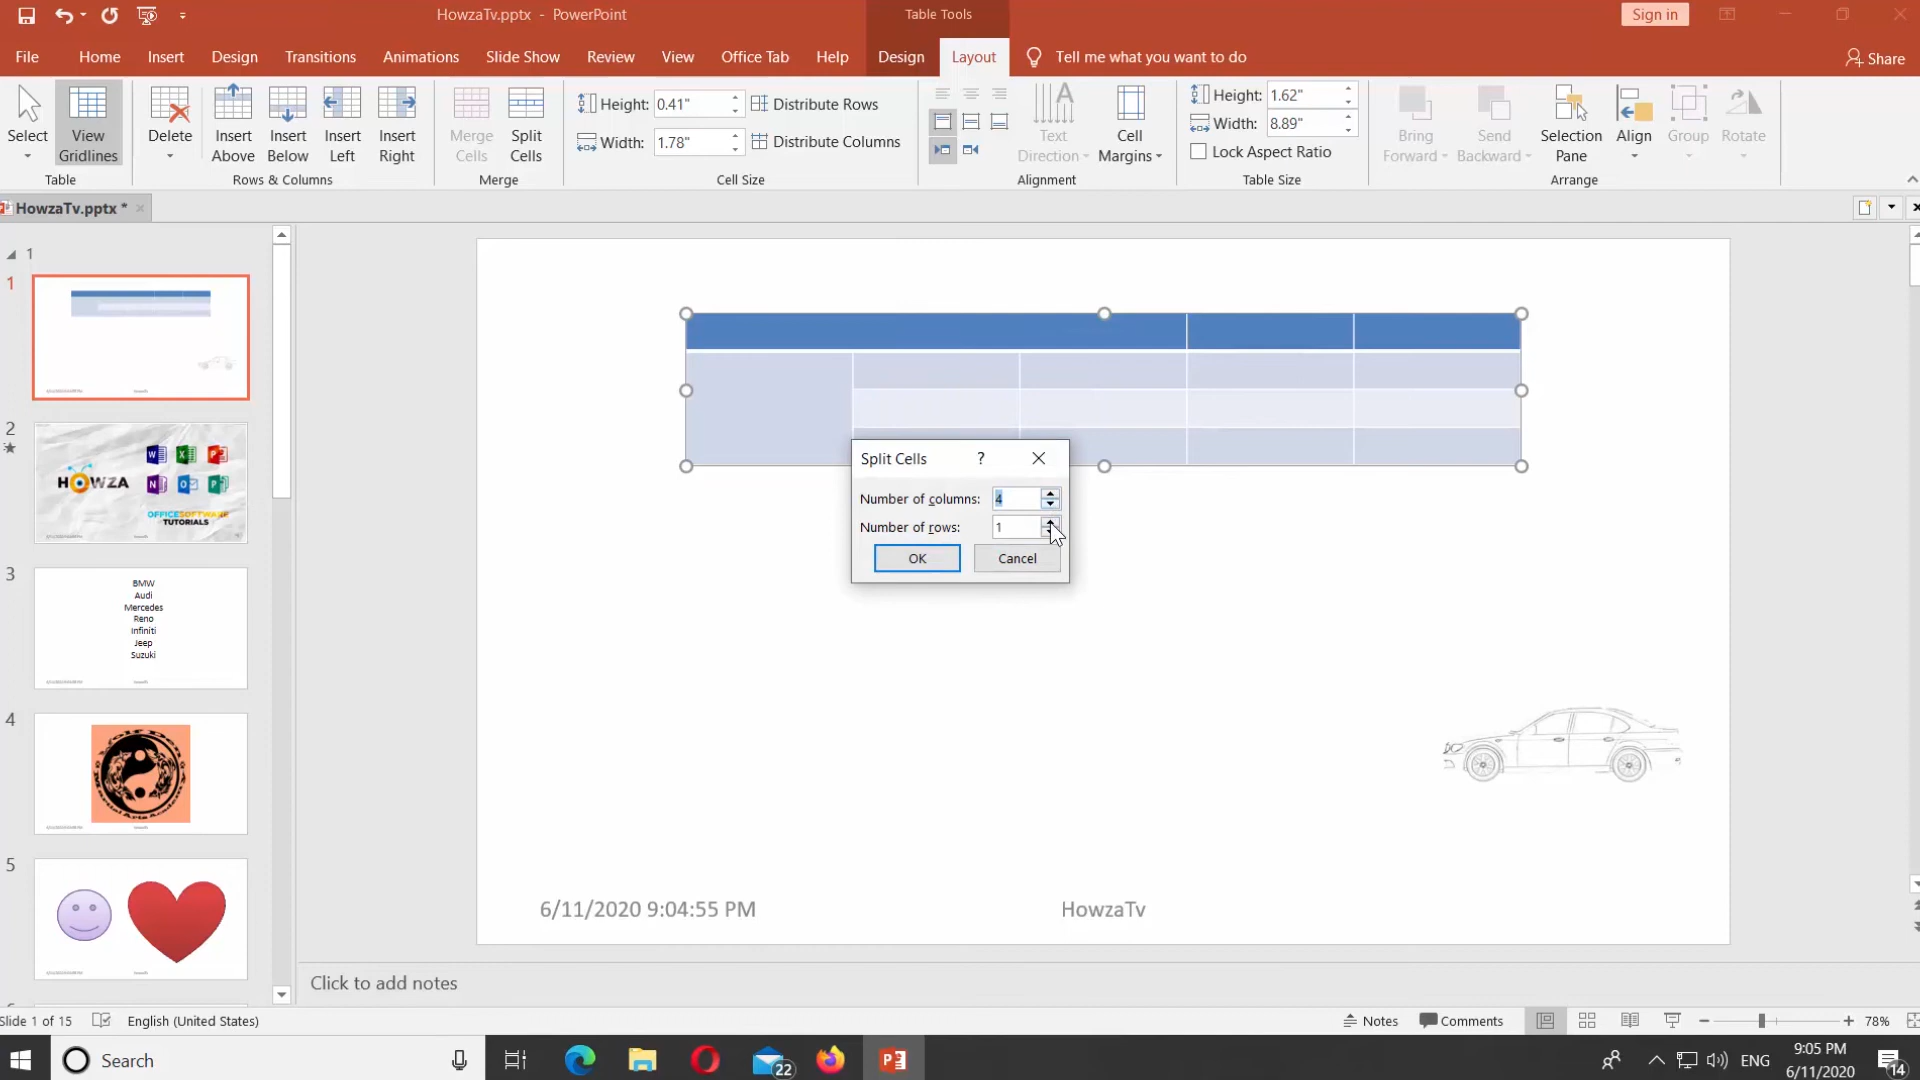 HowzaTv.pptx - PowerPoint
Table Tools
Sign in
File
Home
Insert
Design
Transitions
Animations
Slide Show
Review
View
Office Tab
Help
Design
Layout
Tell me what you want to do
Share
Select
View Gridlines
Table
Delete
Insert Above
Insert Below
Insert Left
Insert Right
Rows & Columns
Merge Cells
Split Cells
Merge
Height: 0.41"
Width: 1.78"
Distribute Rows
Distribute Columns
Cell Size
Text Direction
Cell Margins
Alignment
Height: 1.62"
Width: 8.89"
Lock Aspect Ratio
Table Size
Bring Forward
Send Backward
Selection Pane
Align
Group
Rotate
Arrange
HowzaTv.pptx *
1
1
2
HOWZA
OFFICE SOFTWARE
TUTORIALS
3
BMW
Audi
Mercedes
Reno
Infiniti
Jeep
Suzuki
4
Wolf Den
Martial Arts Academy
5
Split Cells
?
Number of columns: 4
Number of rows: 1
OK
Cancel
6/11/2020 9:04:55 PM
HowzaTv
Click to add notes
Slide 1 of 15
English (United States)
Notes
Comments
78%
Search
22
ENG
9:05 PM
6/11/2020
14